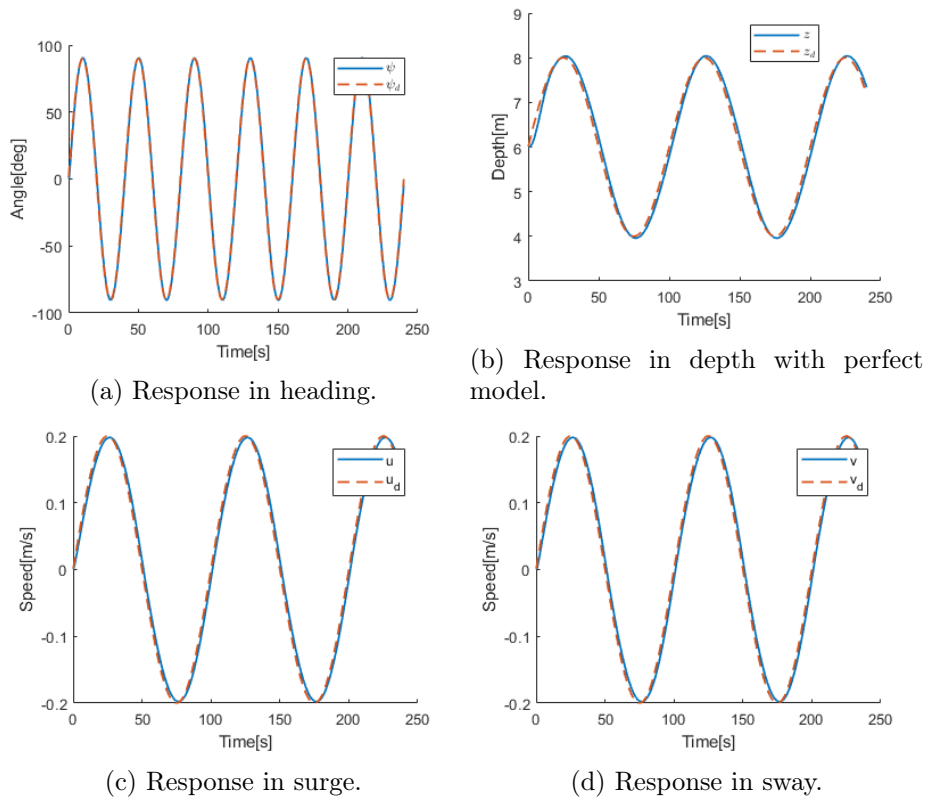 100
50
0
-50
-100
Angle[deg]
ψ
ψd
0 50 100 150 200 250
Time[s]
(a) Response in heading.
9
8
7
6
5
4
3
Depth[m]
z
zd
0 50 100 150 200 250
Time[s]
(b) Response in depth with perfect
model.
0.2
0.1
0
-0.1
-0.2
Speed[m/s]
u
ud
0 50 100 150 200 250
Time[s]
(c) Response in surge.
0.2
0.1
0
-0.1
-0.2
Speed[m/s]
v
vd
0 50 100 150 200 250
Time[s]
(d) Response in sway.